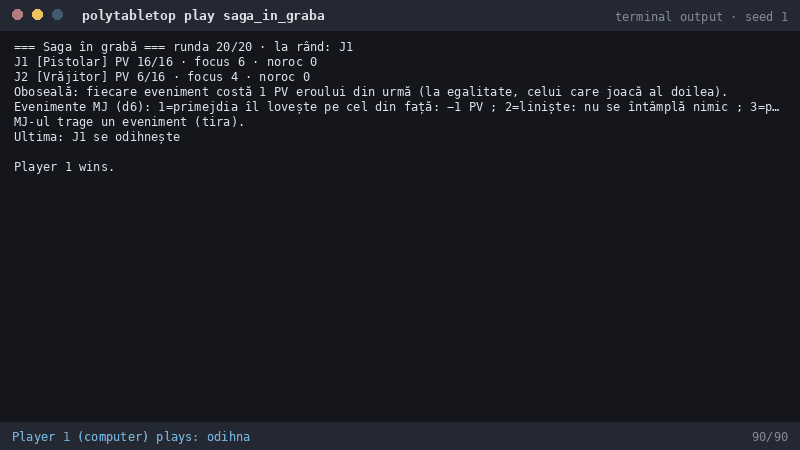 polytabletop play saga_in_graba
terminal output · seed 1
=== Saga în grabă === runda 20/20 · la rând: J1
J1 [Pistolar] PV 16/16 · focus 6 · noroc 0
J2 [Vrăjitor] PV 6/16 · focus 4 · noroc 0
Oboseală: fiecare eveniment costă 1 PV eroului din urmă (la egalitate, celui care joacă al doilea).
Evenimente MJ (d6): 1=primejdia îl lovește pe cel din față: −1 PV ; 2=liniște: nu se întâmplă nimic ; 3=p…
MJ-ul trage un eveniment (tira).
Ultima: J1 se odihnește
Player 1 wins.
Player 1 (computer) plays: odihna
90/90